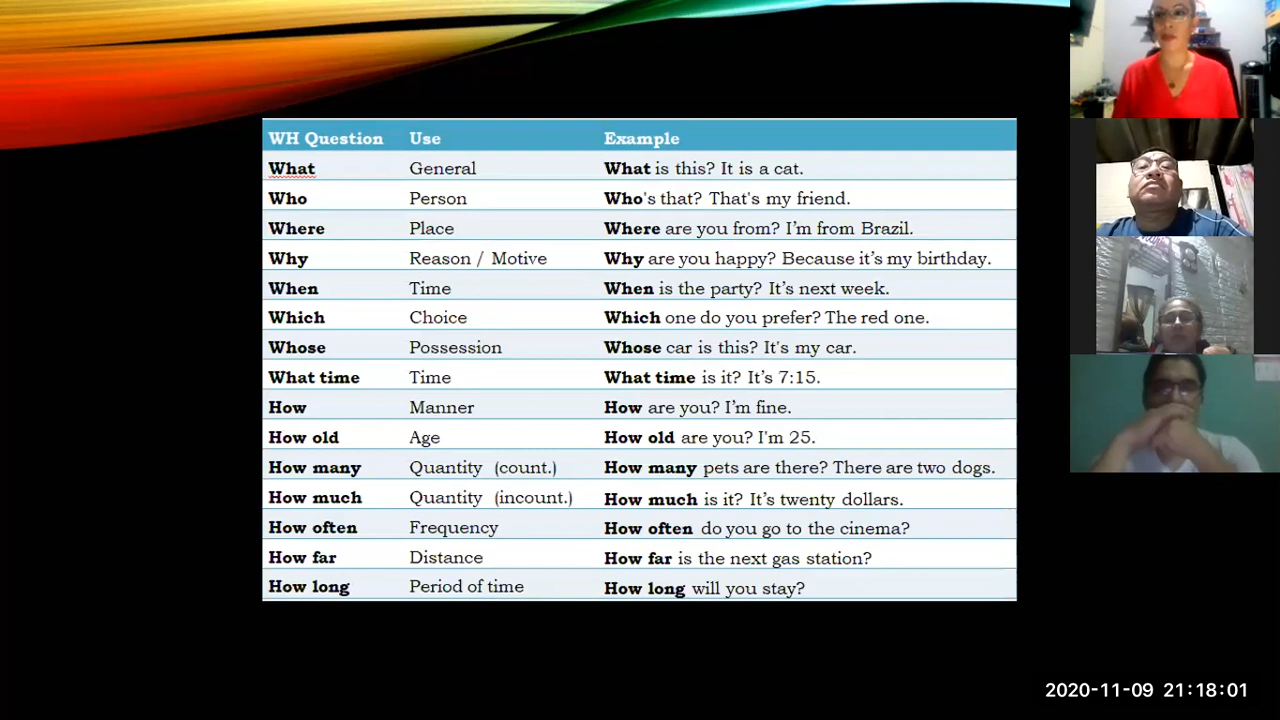 WH Question Use Example
What General What is this? It is a cat.
Who Person Who's that? That's my friend.
Where Place Where are you from? I'm from Brazil.
Why Reason / Motive Why are you happy? Because it's my birthday.
When Time When is the party? It's next week.
Which Choice Which one do you prefer? The red one.
Whose Possession Whose car is this? It's my car.
What time Time What time is it? It's 7:15.
How Manner How are you? I'm fine.
How old Age How old are you? I'm 25.
How many Quantity (count.) How many pets are there? There are two dogs.
How much Quantity (incount.) How much is it? It's twenty dollars.
How often Frequency How often do you go to the cinema?
How far Distance How far is the next gas station?
How long Period of time How long will you stay?
2020-11-09 21:18:01